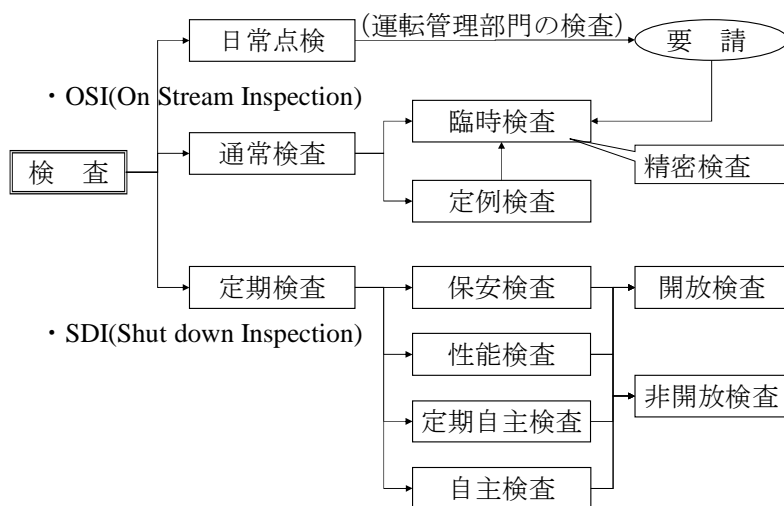 日常点検
(運転管理部門の検査)
要 請
・OSI(On Stream Inspection)
臨時検査
通常検査
精密検査
検 査
定例検査
定期検査
保安検査
開放検査
・SDI(Shut down Inspection)
性能検査
非開放検査
定期自主検査
自主検査